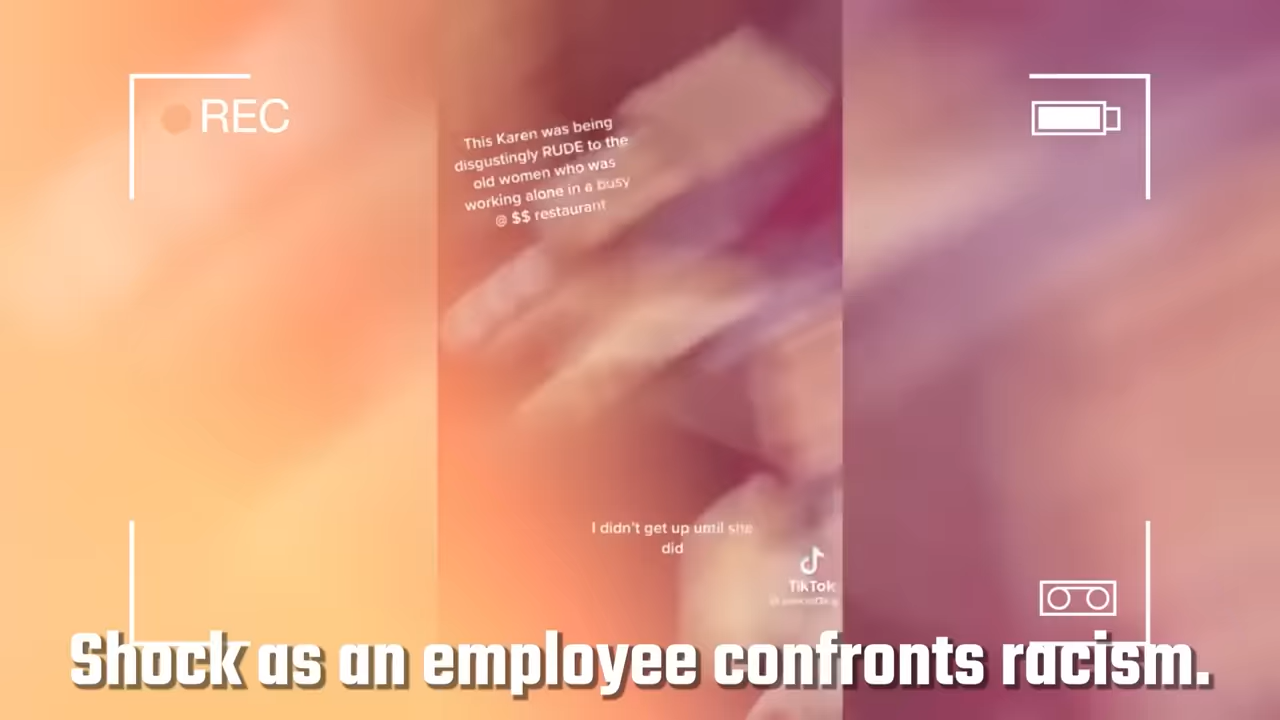 REC
This Karen was being
disgustingly RUDE to the
old women who was
working alone in a busy
@ $$ restaurant
I didn't get up until she
did
TikTok
Shock as an employee confronts racism.